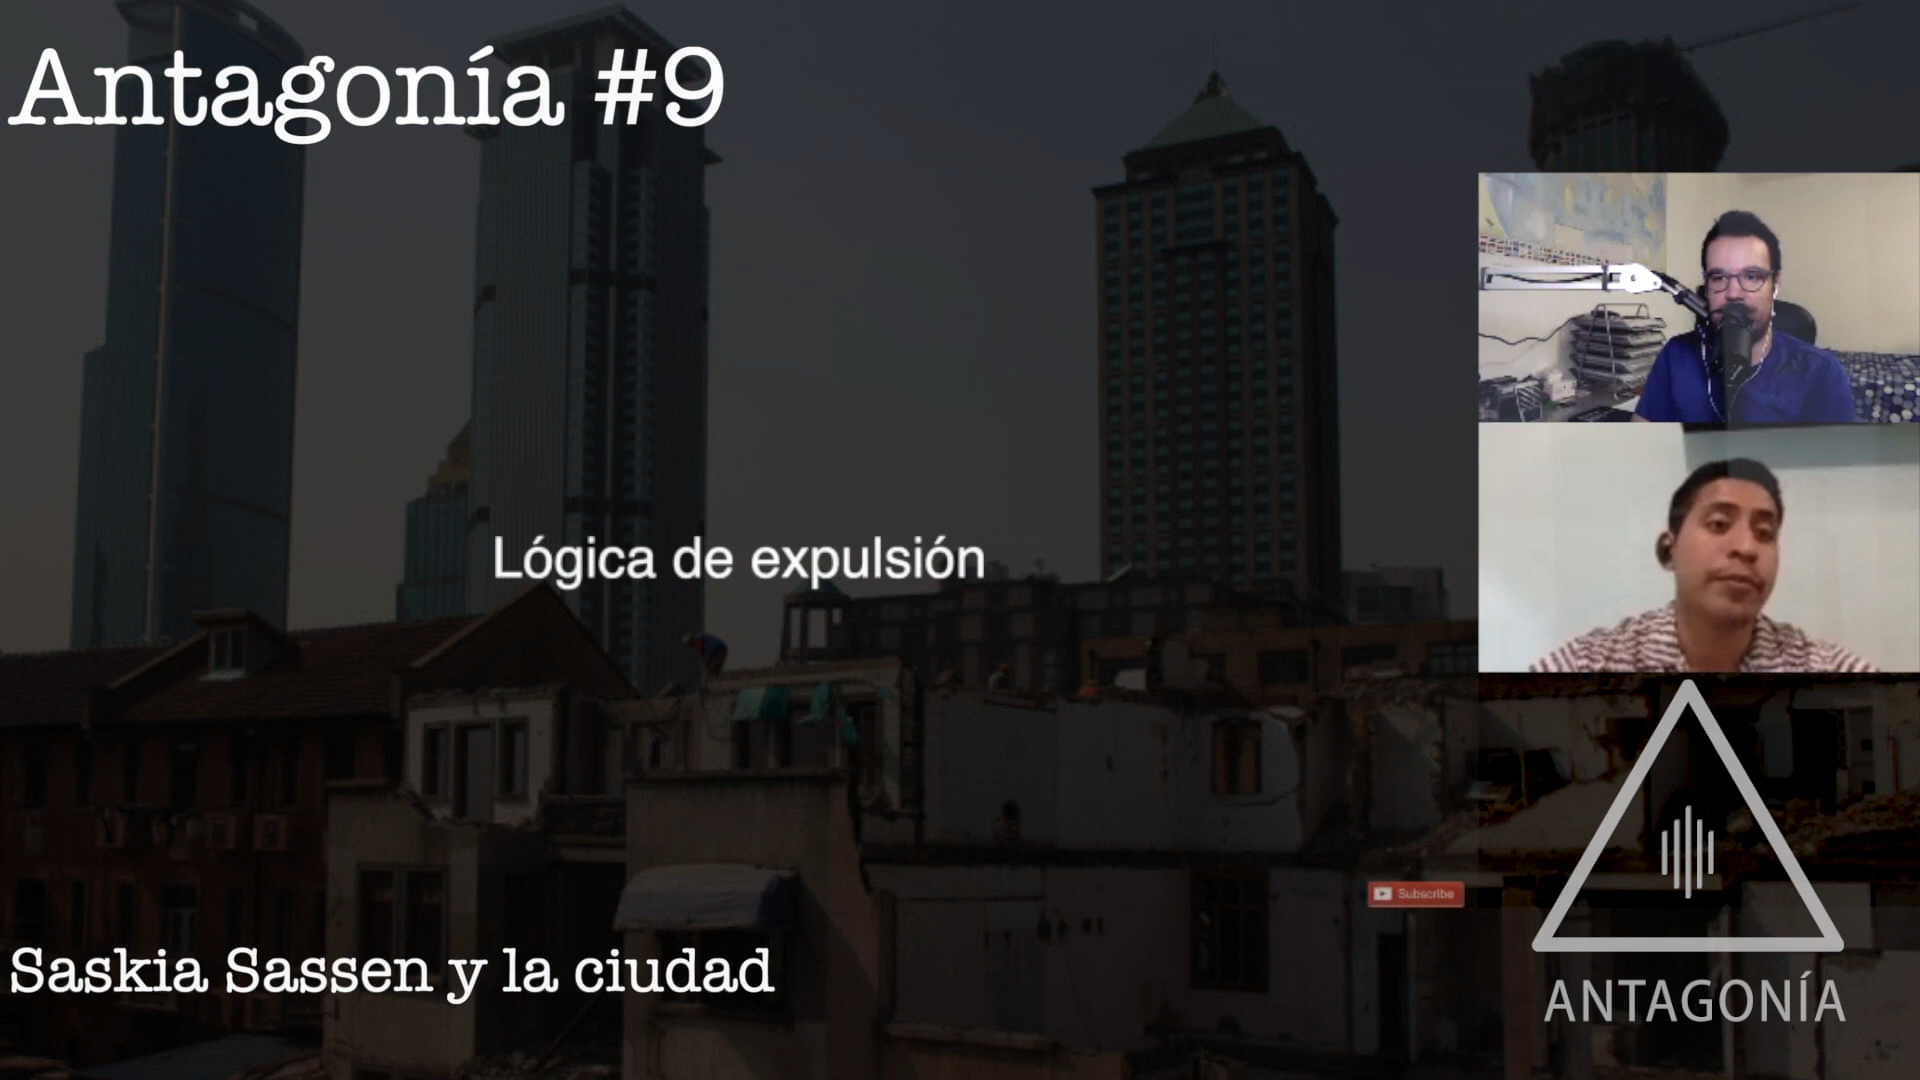 Antagonía #9
Lógica de expulsión
Subscribe
Saskia Sassen y la ciudad
ANTAGONÍA